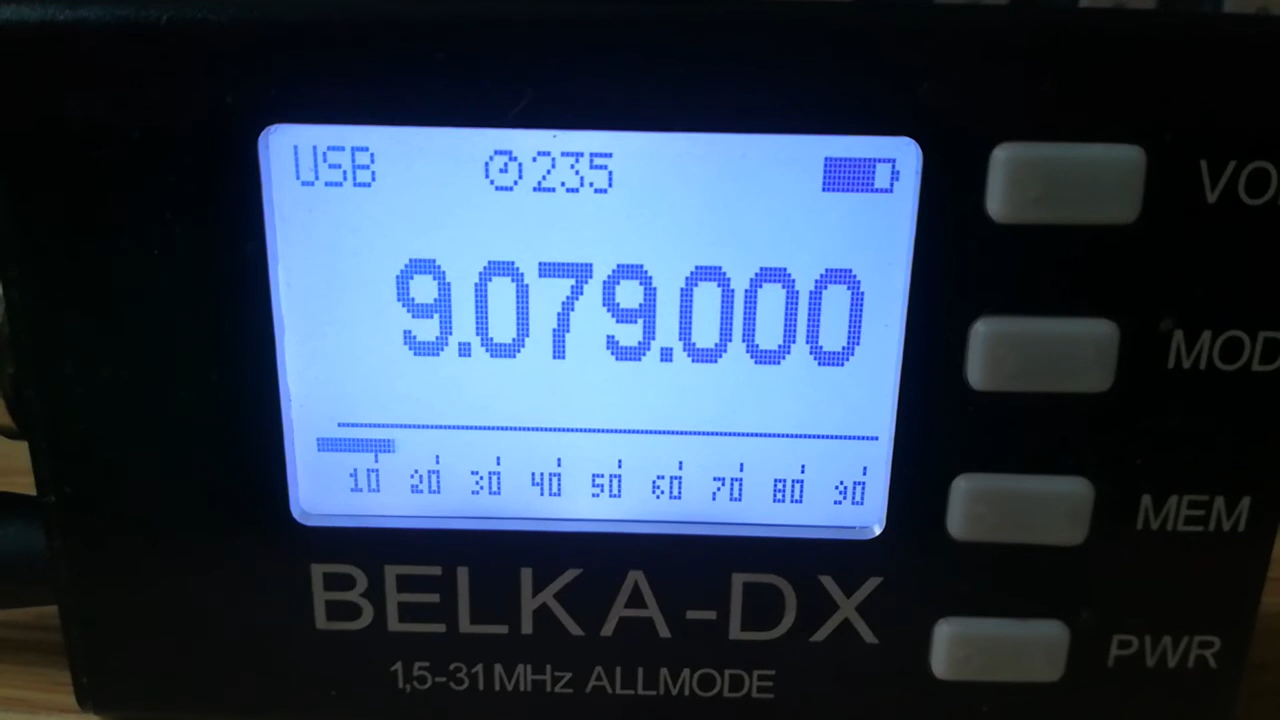 USB 235
9.079.000
10 20 30 40 50 60 70 80 90
VO
MOD
MEM
PWR
BELKA-DX
1,5-31MHz ALLMODE